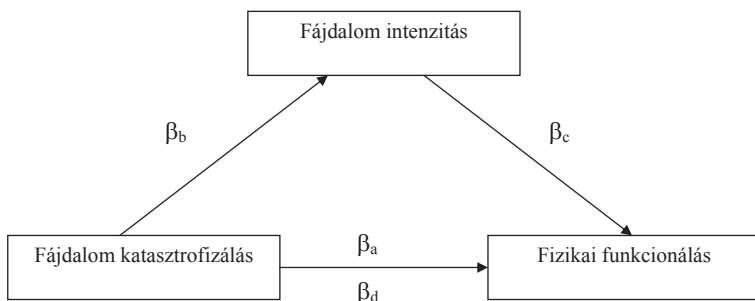 Fájdalom intenzitás
βb
βc
Fájdalom katasztrofizálás
βa
Fizikai funkcionálás
βd